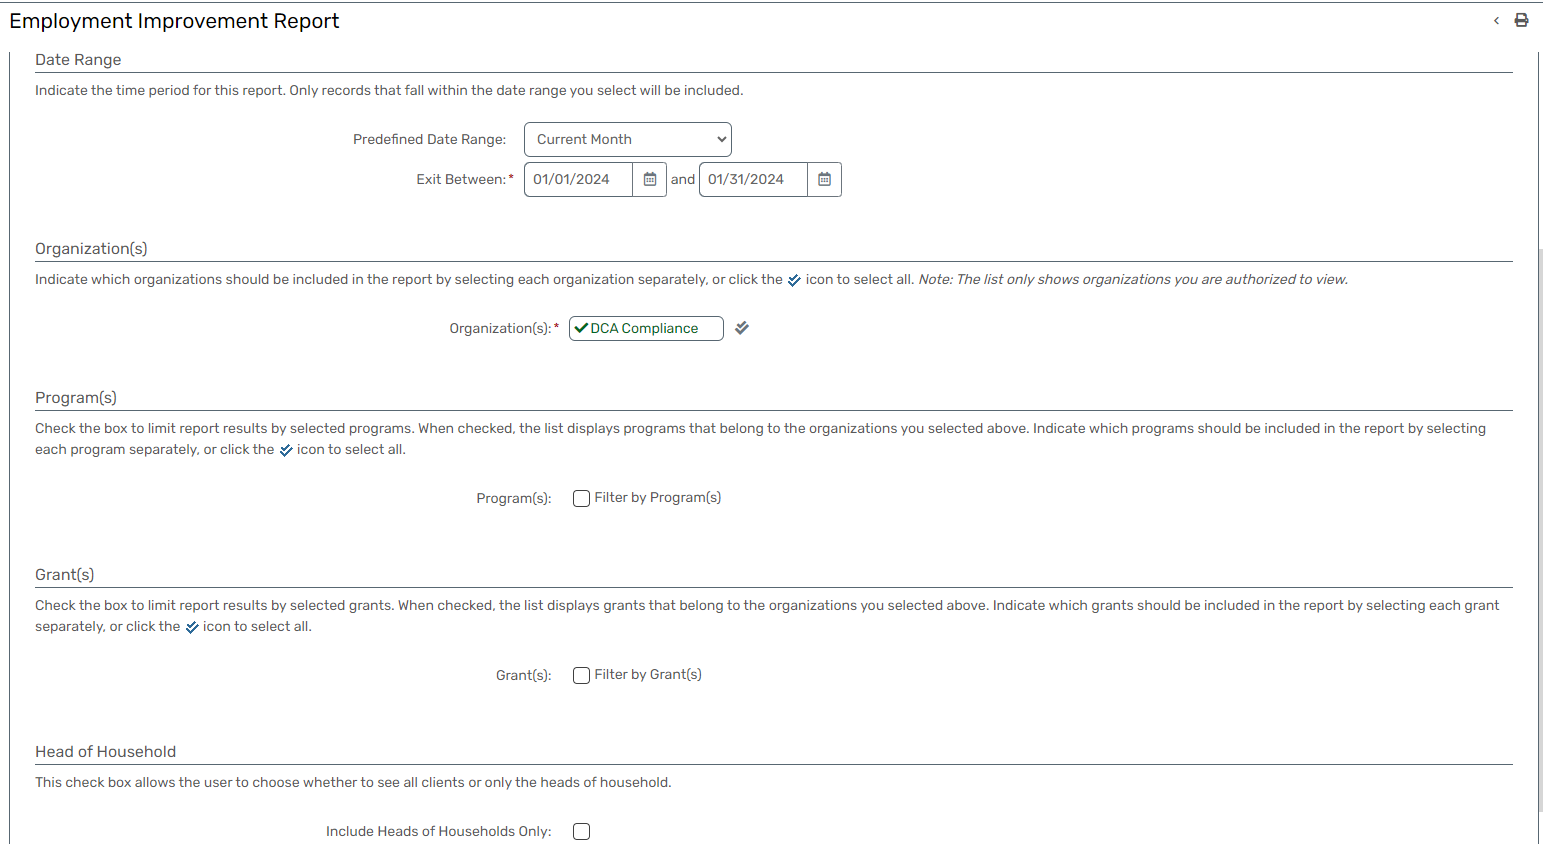 Employment Improvement Report
Date Range
Indicate the time period for this report. Only records that fall within the date range you select will be included.
Predefined Date Range: Current Month
Exit Between:* 01/01/2024 and 01/31/2024
Organization(s)
Indicate which organizations should be included in the report by selecting each organization separately, or click the icon to select all. Note: The list only shows organizations you are authorized to view.
Organization(s):* DCA Compliance
Program(s)
Check the box to limit report results by selected programs. When checked, the list displays programs that belong to the organizations you selected above. Indicate which programs should be included in the report by selecting
each program separately, or click the icon to select all.
Program(s): Filter by Program(s)
Grant(s)
Check the box to limit report results by selected grants. When checked, the list displays grants that belong to the organizations you selected above. Indicate which grants should be included in the report by selecting each grant
separately, or click the icon to select all.
Grant(s): Filter by Grant(s)
Head of Household
This check box allows the user to choose whether to see all clients or only the heads of household.
Include Heads of Households Only: